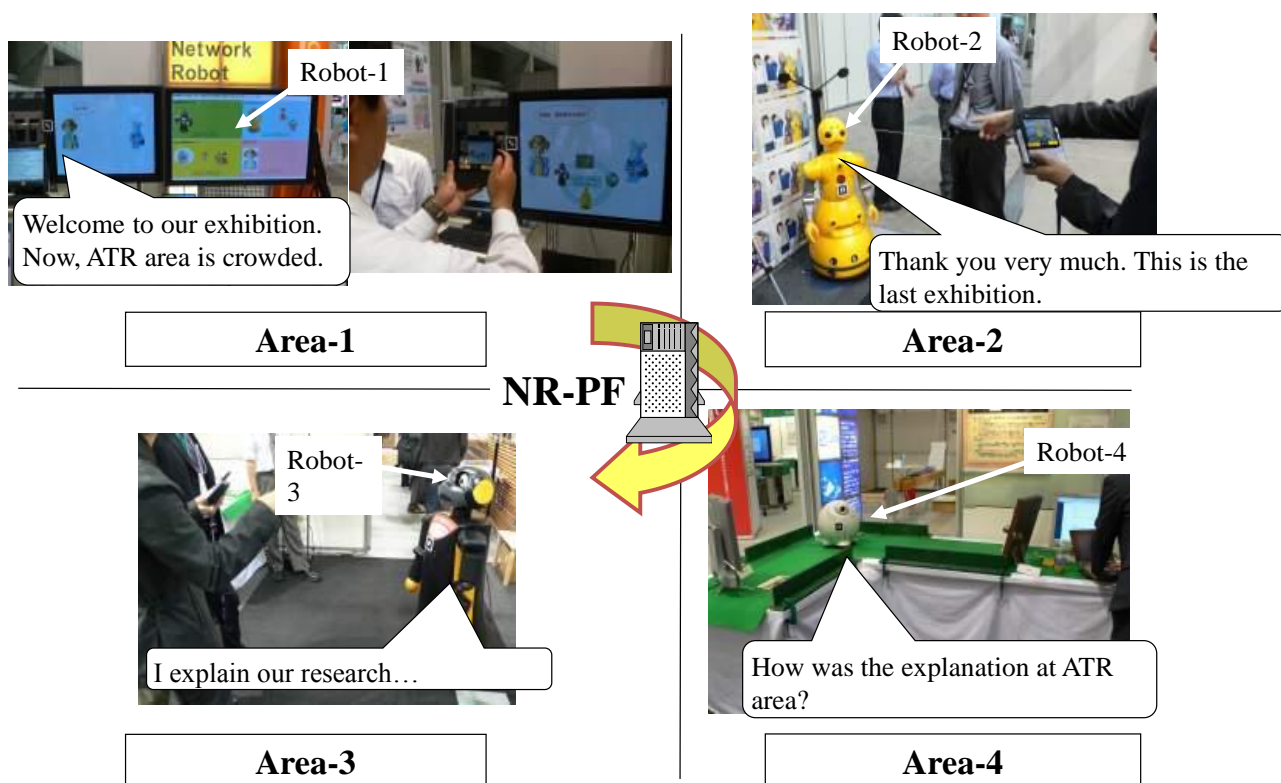 Network
Robot
Robot-1
Welcome to our exhibition.
Now, ATR area is crowded.
Area-1
Robot-2
Thank you very much. This is the
last exhibition.
Area-2
NR-PF
Robot-
3
I explain our research…
Area-3
Robot-4
How was the explanation at ATR
area?
Area-4